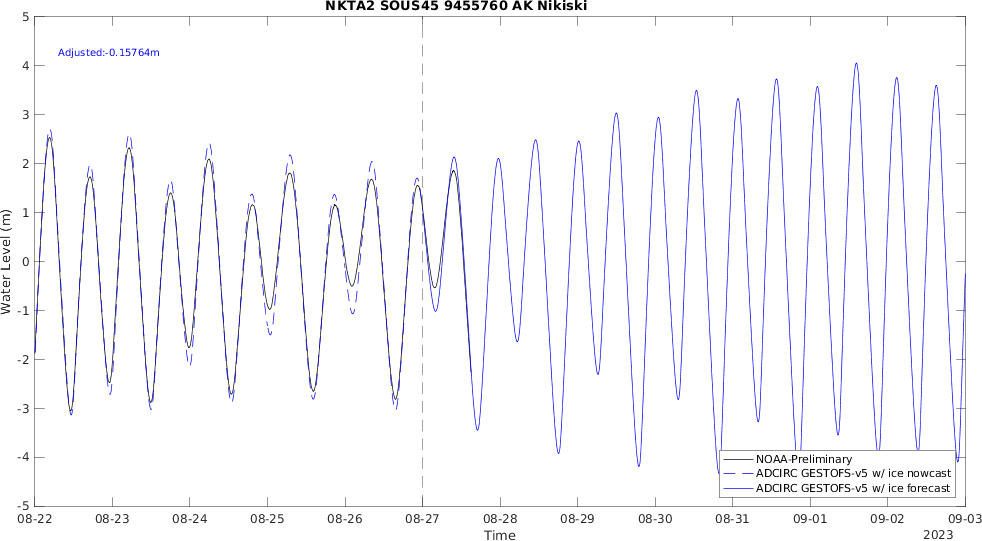 NKTA2 SOUS45 9455760 AK Nikiski
Adjusted:-0.15764m
Water Level (m)
5
4
3
2
1
0
-1
-2
-3
-4
-5
NOAA-Preliminary
ADCIRC GESTOFS-v5 w/ ice nowcast
ADCIRC GESTOFS-v5 w/ ice forecast
08-22 08-23 08-24 08-25 08-26 08-27 08-28 08-29 08-30 08-31 09-01 09-02 09-03
Time
2023